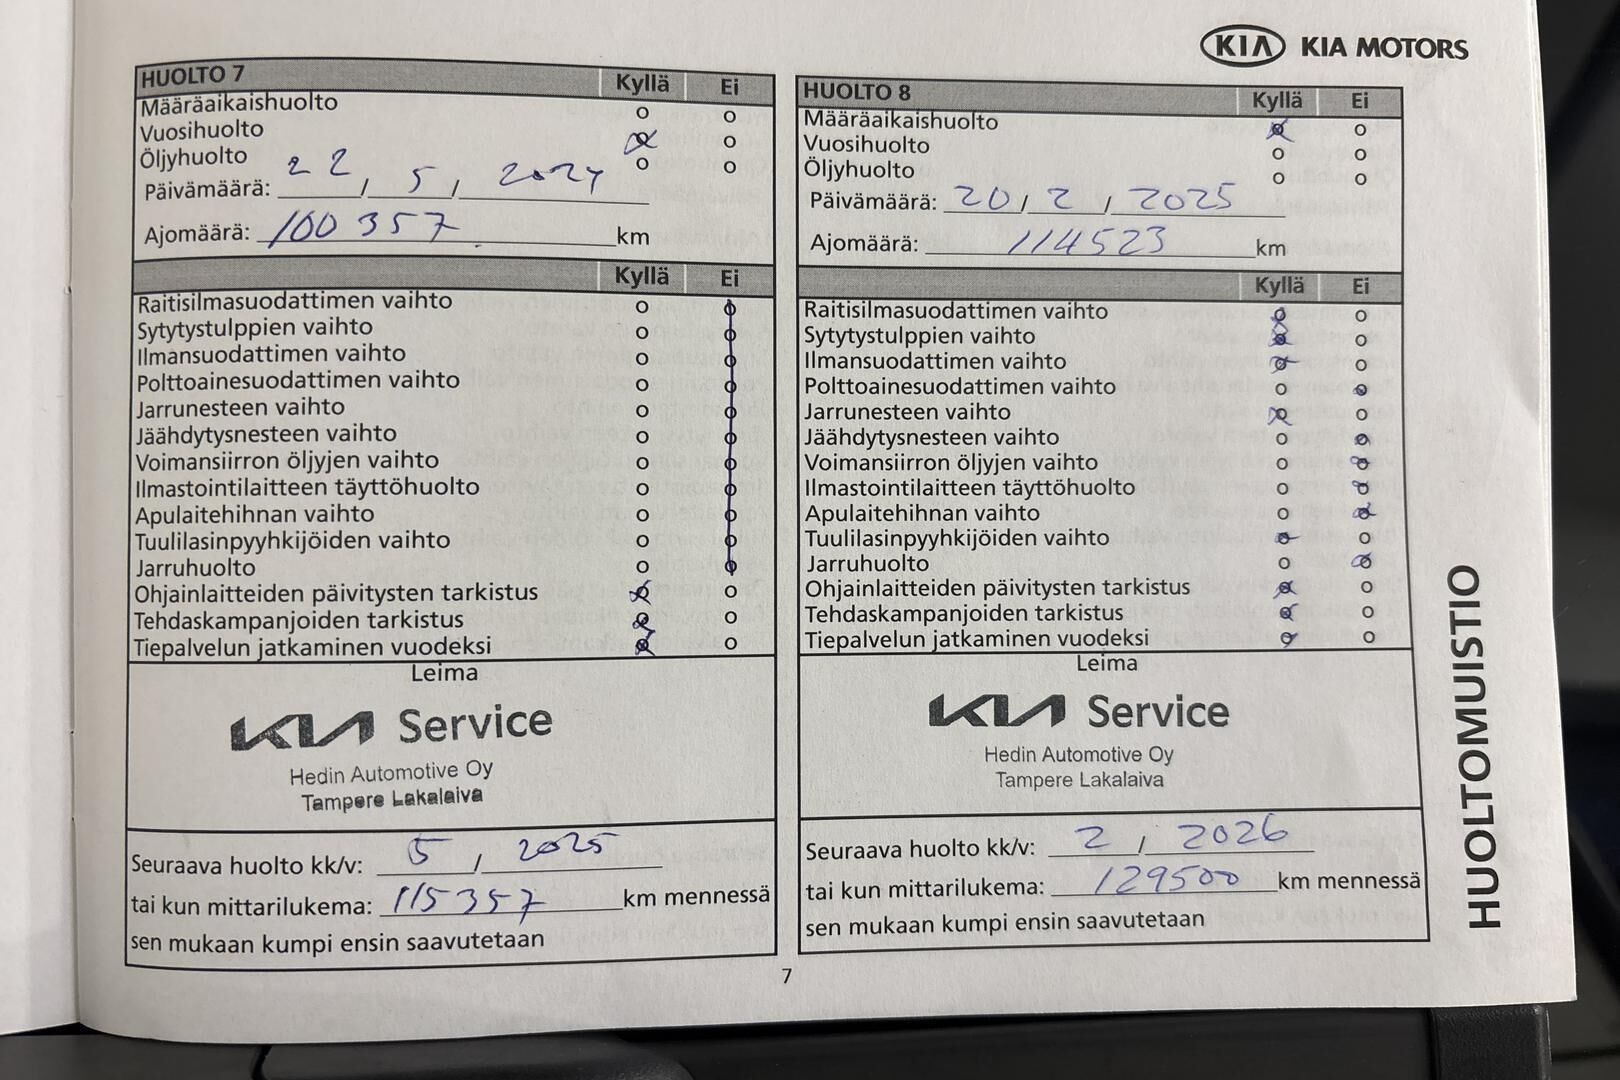 KIA KIA MOTORS
HUOLTO 7 Kyllä Ei
Määräaikaishuolto o o
Vuosihuolto o o
Öljyhuolto o o
Päivämäärä: 22 / 5 / 2024
Ajomäärä: 100 357 km
Kyllä Ei
Raitisilmasuodattimen vaihto o o
Sytytystulppien vaihto o o
Ilmansuodattimen vaihto o o
Polttoainesuodattimen vaihto o o
Jarrunesteen vaihto o o
Jäähdytysnesteen vaihto o o
Voimansiirron öljyjen vaihto o o
Ilmastointilaitteen täyttöhuolto o o
Apulaitehihnan vaihto o o
Tuulilasinpyyhkijöiden vaihto o o
Jarruhuolto o o
Ohjainlaitteiden päivitysten tarkistus o o
Tehdaskampanjoiden tarkistus o o
Tiepalvelun jatkaminen vuodeksi o o
Leima
KIA Service
Hedin Automotive Oy
Tampere Lakalaiva
Seuraava huolto kk/v: 5 / 2025
tai kun mittarilukema: 115357 km mennessä
sen mukaan kumpi ensin saavutetaan
HUOLTO 8 Kyllä Ei
Määräaikaishuolto o o
Vuosihuolto o o
Öljyhuolto o o
Päivämäärä: 20 / 2 / 2025
Ajomäärä: 114523 km
Kyllä Ei
Raitisilmasuodattimen vaihto o o
Sytytystulppien vaihto o o
Ilmansuodattimen vaihto o o
Polttoainesuodattimen vaihto o o
Jarrunesteen vaihto o o
Jäähdytysnesteen vaihto o o
Voimansiirron öljyjen vaihto o o
Ilmastointilaitteen täyttöhuolto o o
Apulaitehihnan vaihto o o
Tuulilasinpyyhkijöiden vaihto o o
Jarruhuolto o o
Ohjainlaitteiden päivitysten tarkistus o o
Tehdaskampanjoiden tarkistus o o
Tiepalvelun jatkaminen vuodeksi o o
Leima
KIA Service
Hedin Automotive Oy
Tampere Lakalaiva
Seuraava huolto kk/v: 2 / 2026
tai kun mittarilukema: 129500 km mennessä
sen mukaan kumpi ensin saavutetaan
HUOLTOMUISTIO
7